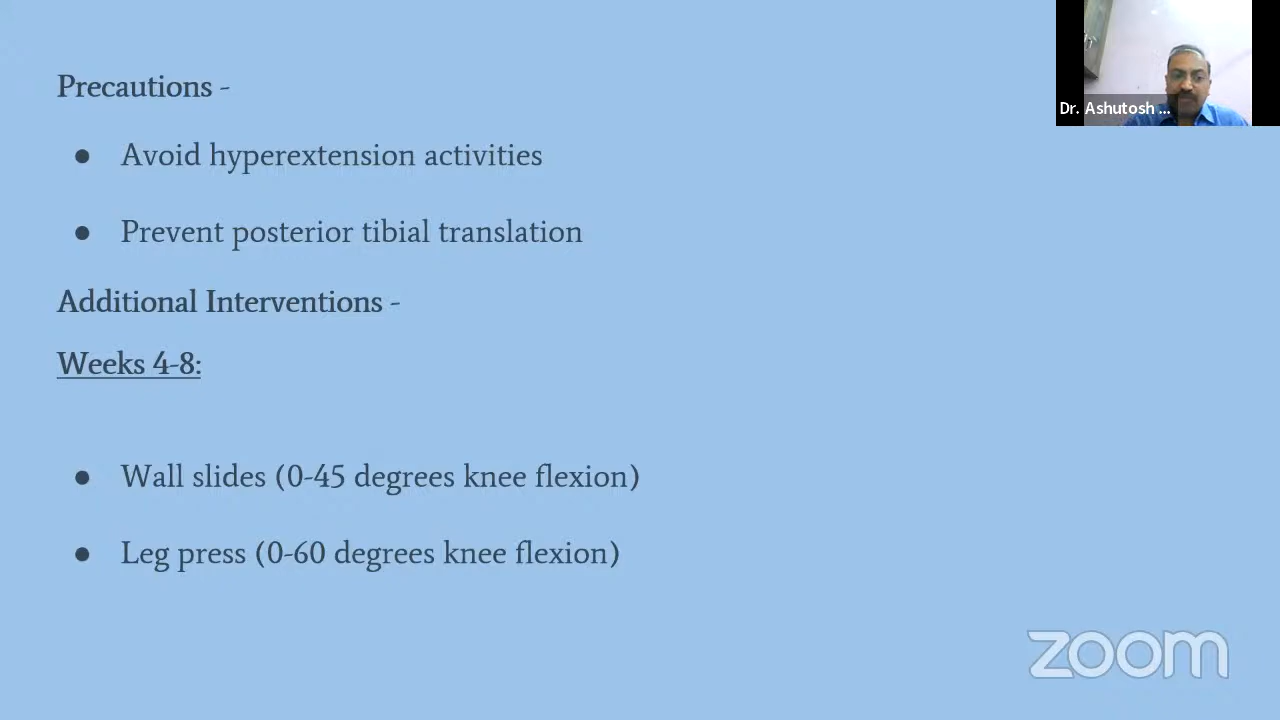 Precautions -
● Avoid hyperextension activities
● Prevent posterior tibial translation
Additional Interventions -
Weeks 4-8:
● Wall slides (0-45 degrees knee flexion)
● Leg press (0-60 degrees knee flexion)
Dr. Ashutosh ...
zoom